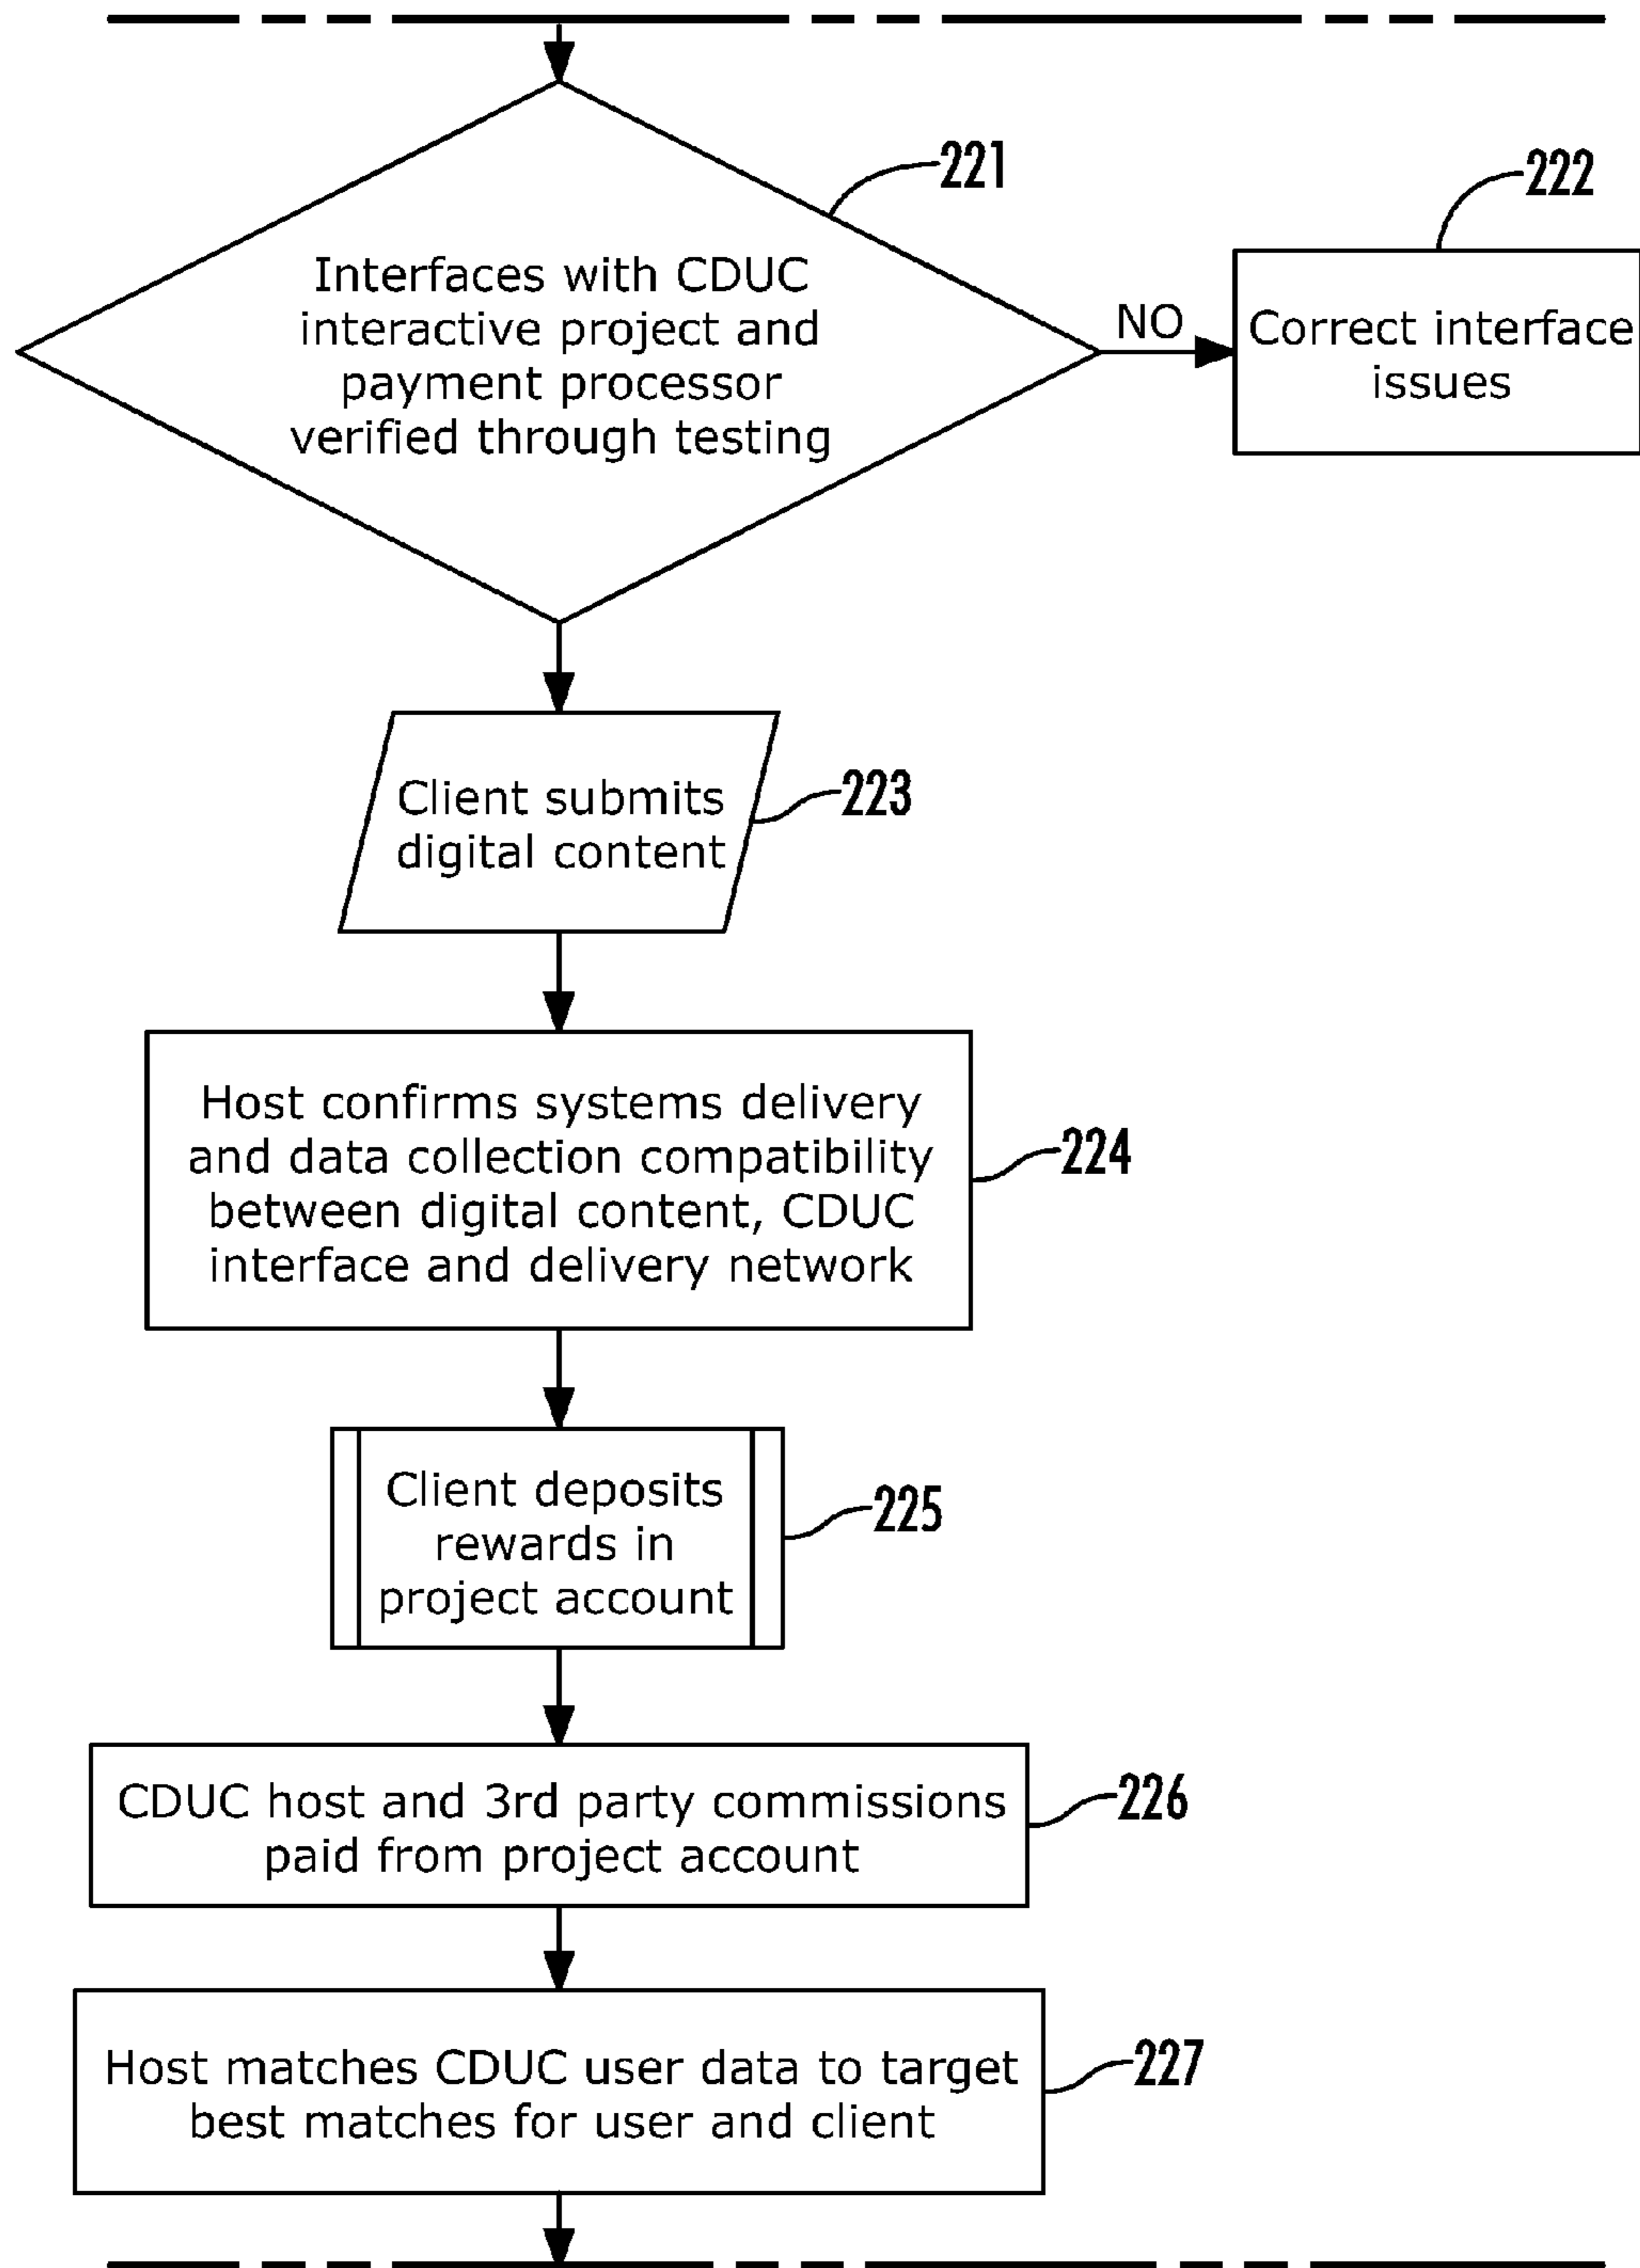 221
222
Interfaces with CDUC
interactive project and
payment processor
verified through testing
NO
Correct interface
issues
Client submits
digital content
223
Host confirms systems delivery
and data collection compatibility
between digital content, CDUC
interface and delivery network
224
Client deposits
rewards in
project account
225
CDUC host and 3rd party commissions
paid from project account
226
Host matches CDUC user data to target
best matches for user and client
227